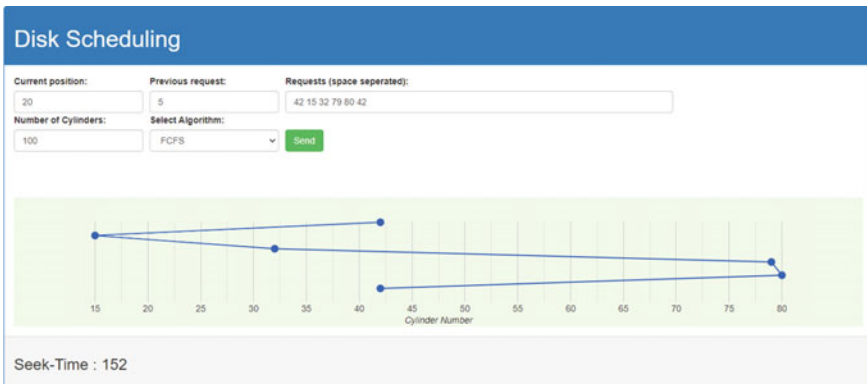 Disk Scheduling
Current position: Previous request: Requests (space seperated):
20 5 42 15 32 79 80 42
Number of Cylinders: Select Algorithm:
100 FCFS Send
15 20 25 30 35 40 45 50 55 60 65 70 75 80
Cylinder Number
Seek-Time : 152